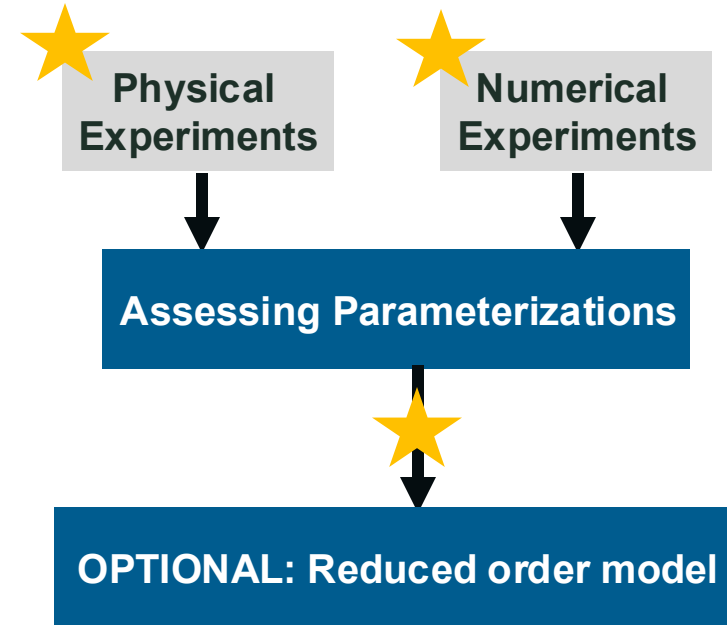 Physical
Experiments
Numerical
Experiments
Assessing Parameterizations
OPTIONAL: Reduced order model